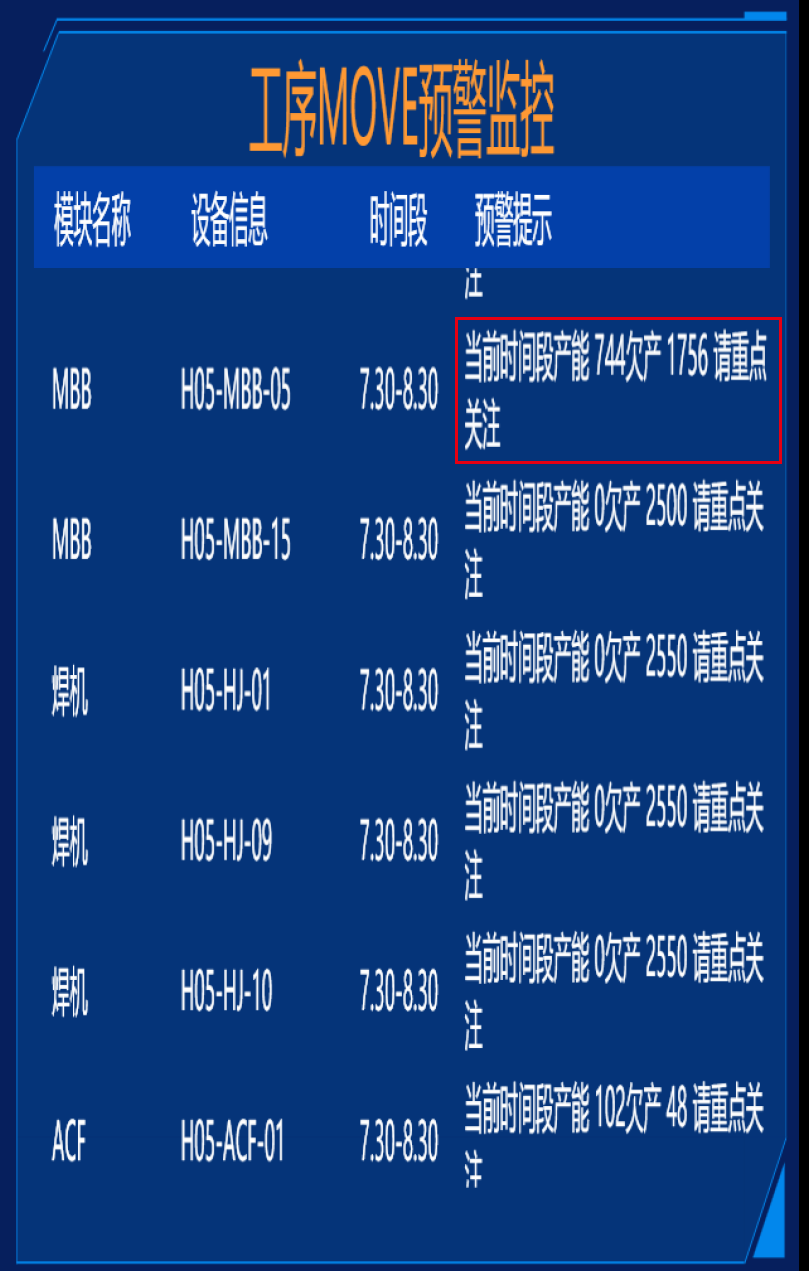 工序MOVE预警监控
模块名称 设备信息 时间段 预警提示
注
MBB H05-MBB-05 7.30-8.30 当前时间段产能 744欠产 1756 请重点
关注
MBB H05-MBB-15 7.30-8.30 当前时间段产能 0欠产 2500 请重点关
注
焊机 H05-HJ-01 7.30-8.30 当前时间段产能 0欠产 2550 请重点关
注
焊机 H05-HJ-09 7.30-8.30 当前时间段产能 0欠产 2550 请重点关
注
焊机 H05-HJ-10 7.30-8.30 当前时间段产能 0欠产 2550 请重点关
注
ACF H05-ACF-01 7.30-8.30 当前时间段产能 102欠产 48 请重点关
注